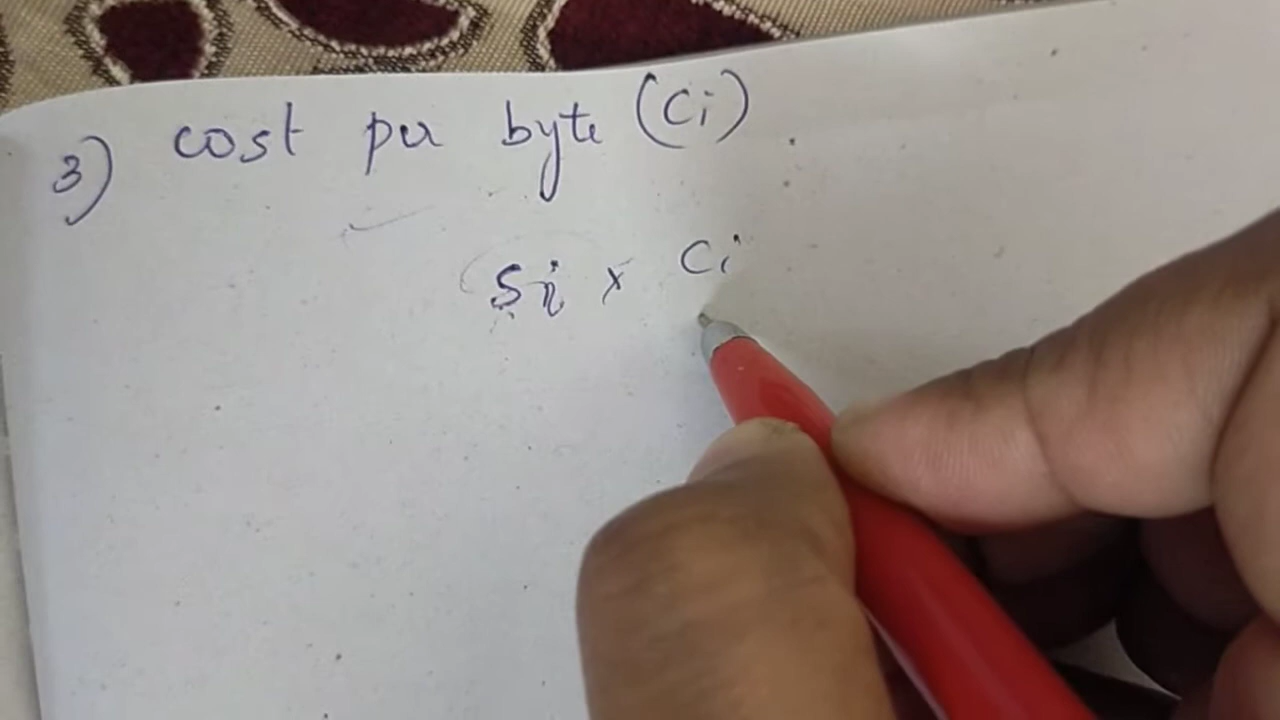 3) cost per byte (Ci).
Si x Ci